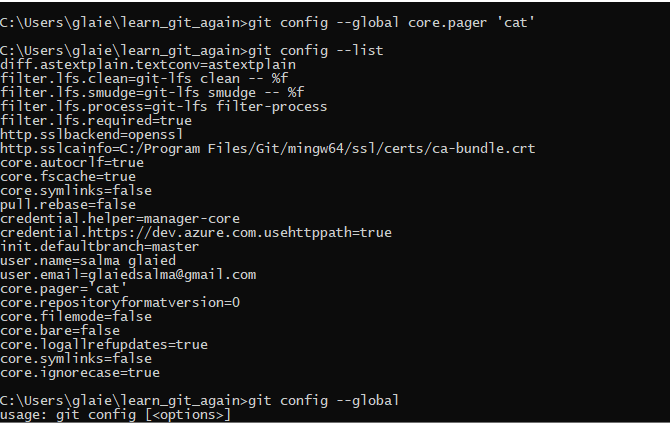 C:\Users\glaie\learn_git_again>git config --global core.pager 'cat'
C:\Users\glaie\learn_git_again>git config --list
diff.astextplain.textconv=astextplain
filter.lfs.clean=git-lfs clean -- %f
filter.lfs.smudge=git-lfs smudge -- %f
filter.lfs.process=git-lfs filter-process
filter.lfs.required=true
http.sslbackend=openssl
http.sslcainfo=C:/Program Files/Git/mingw64/ssl/certs/ca-bundle.crt
core.autocrlf=true
core.fscache=true
core.symlinks=false
pull.rebase=false
credential.helper=manager-core
credential.https://dev.azure.com.usehttppath=true
init.defaultbranch=master
user.name=salma glaied
user.email=glaiedsalma@gmail.com
core.pager='cat'
core.repositoryformatversion=0
core.filemode=false
core.bare=false
core.logallrefupdates=true
core.symlinks=false
core.ignorecase=true
C:\Users\glaie\learn_git_again>git config --global
usage: git config [<options>]